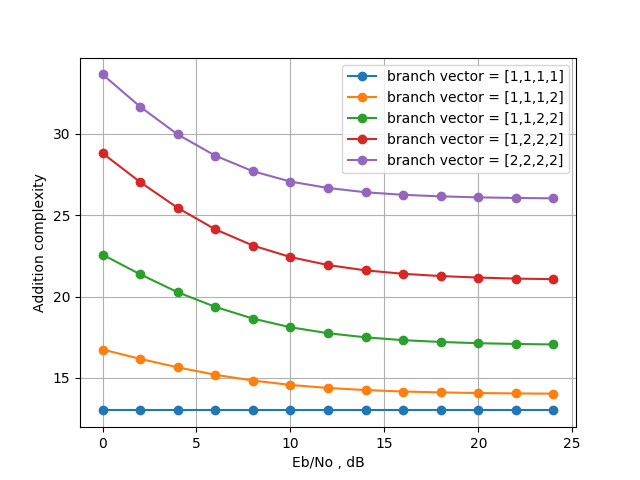 branch vector = [1,1,1,1]
branch vector = [1,1,1,2]
branch vector = [1,1,2,2]
branch vector = [1,2,2,2]
branch vector = [2,2,2,2]
Addition complexity
30
25
20
15
0 5 10 15 20 25
Eb/No , dB